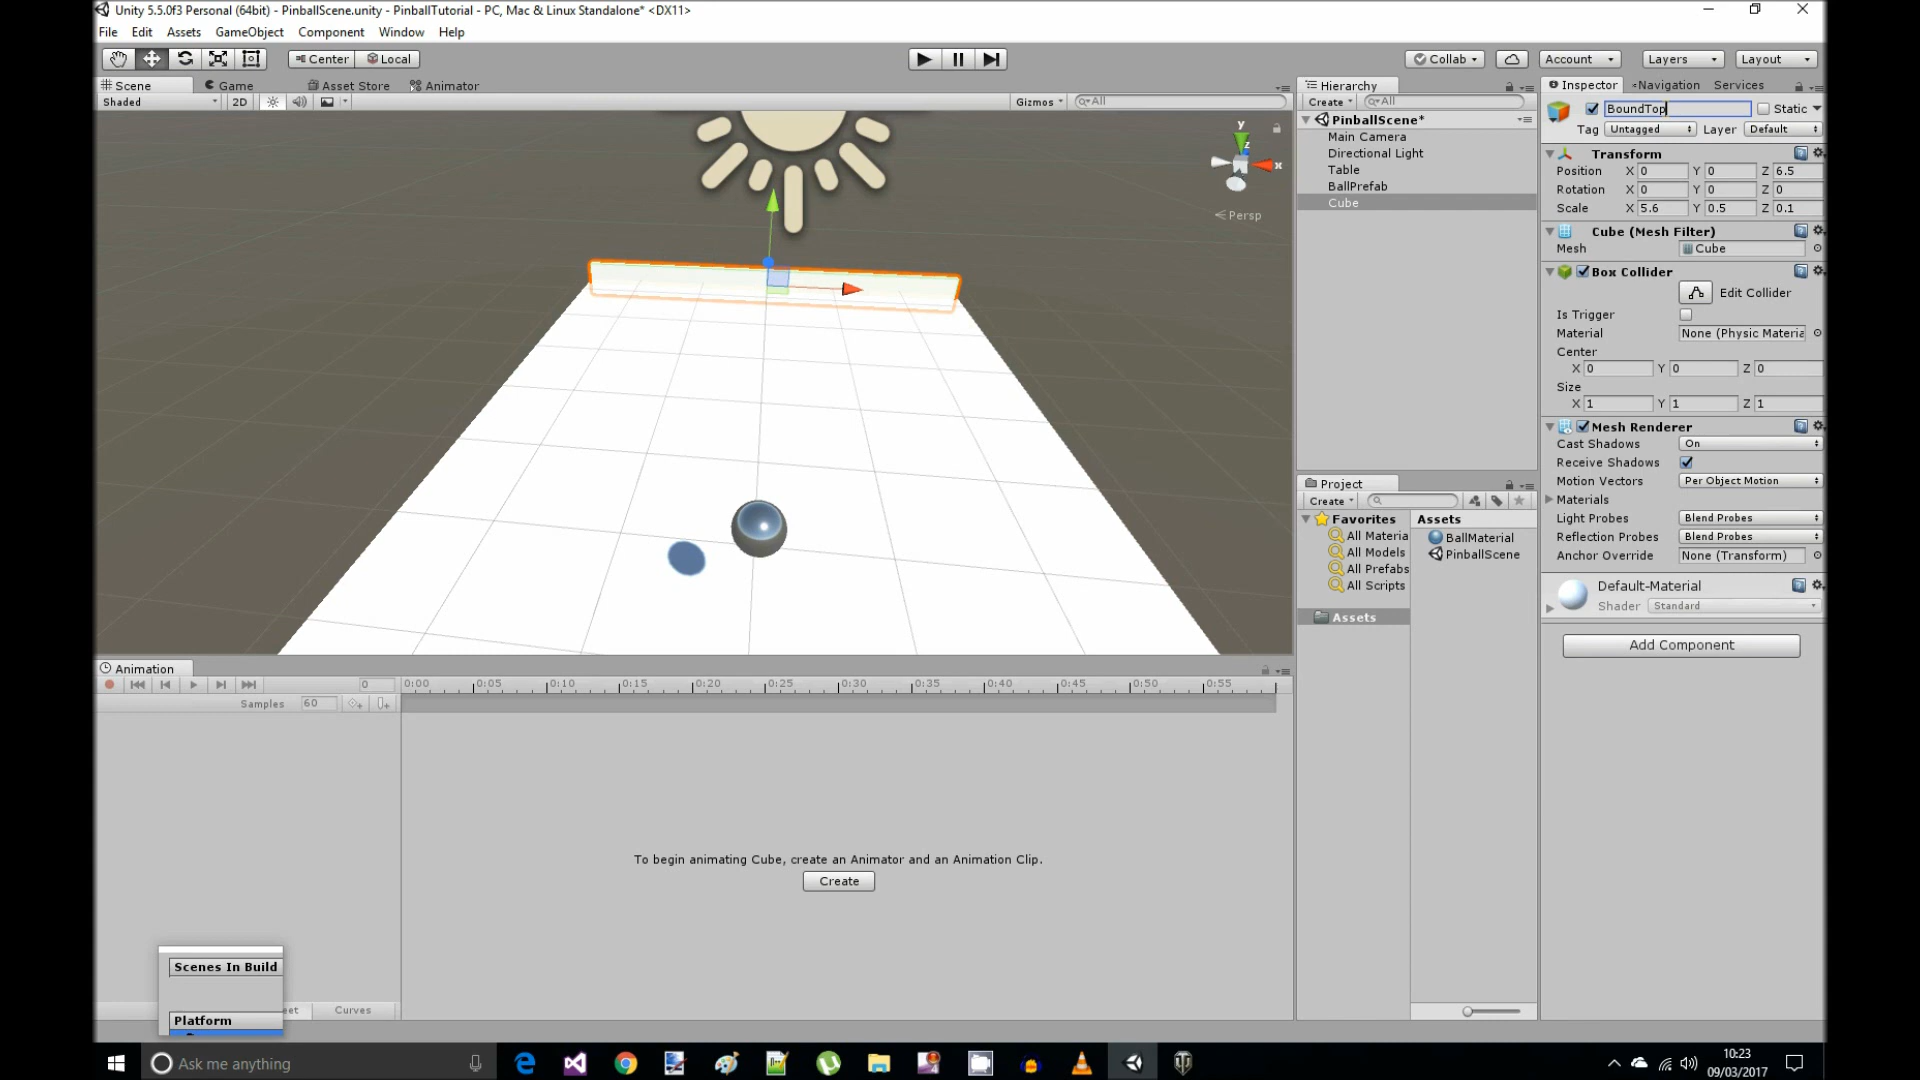 Unity 5.5.0f3 Personal (64bit) - PinballScene.unity - PinballTutorial - PC, Mac & Linux Standalone* <DX11>
File Edit Assets GameObject Component Window Help
Center Local Collab Account Layers Layout
Scene Game Asset Store Animator
Shaded 2D Gizmos All
y z x
Persp
Hierarchy
Create All
PinballScene*
Main Camera
Directional Light
Table
BallPrefab
Cube
Project
Create
Favorites
All Materia
All Models
All Prefabs
All Scripts
Assets
Assets
BallMaterial
PinballScene
Inspector Navigation Services
BoundTop Static
Tag Untagged Layer Default
Transform
Position X 0 Y 0 Z 6.5
Rotation X 0 Y 0 Z 0
Scale X 5.6 Y 0.5 Z 0.1
Cube (Mesh Filter)
Mesh Cube
Box Collider
Edit Collider
Is Trigger
Material None (Physic Materia
Center
X 0 Y 0 Z 0
Size
X 1 Y 1 Z 1
Mesh Renderer
Cast Shadows On
Receive Shadows
Motion Vectors Per Object Motion
Materials
Light Probes Blend Probes
Reflection Probes Blend Probes
Anchor Override None (Transform)
Default-Material
Shader Standard
Add Component
Animation
0 0:00 0:05 0:10 0:15 0:20 0:25 0:30 0:35 0:40 0:45 0:50 0:55
Samples 60
To begin animating Cube, create an Animator and an Animation Clip.
Create
Scenes In Build
Platform
eet Curves
Ask me anything
10:23
09/03/2017